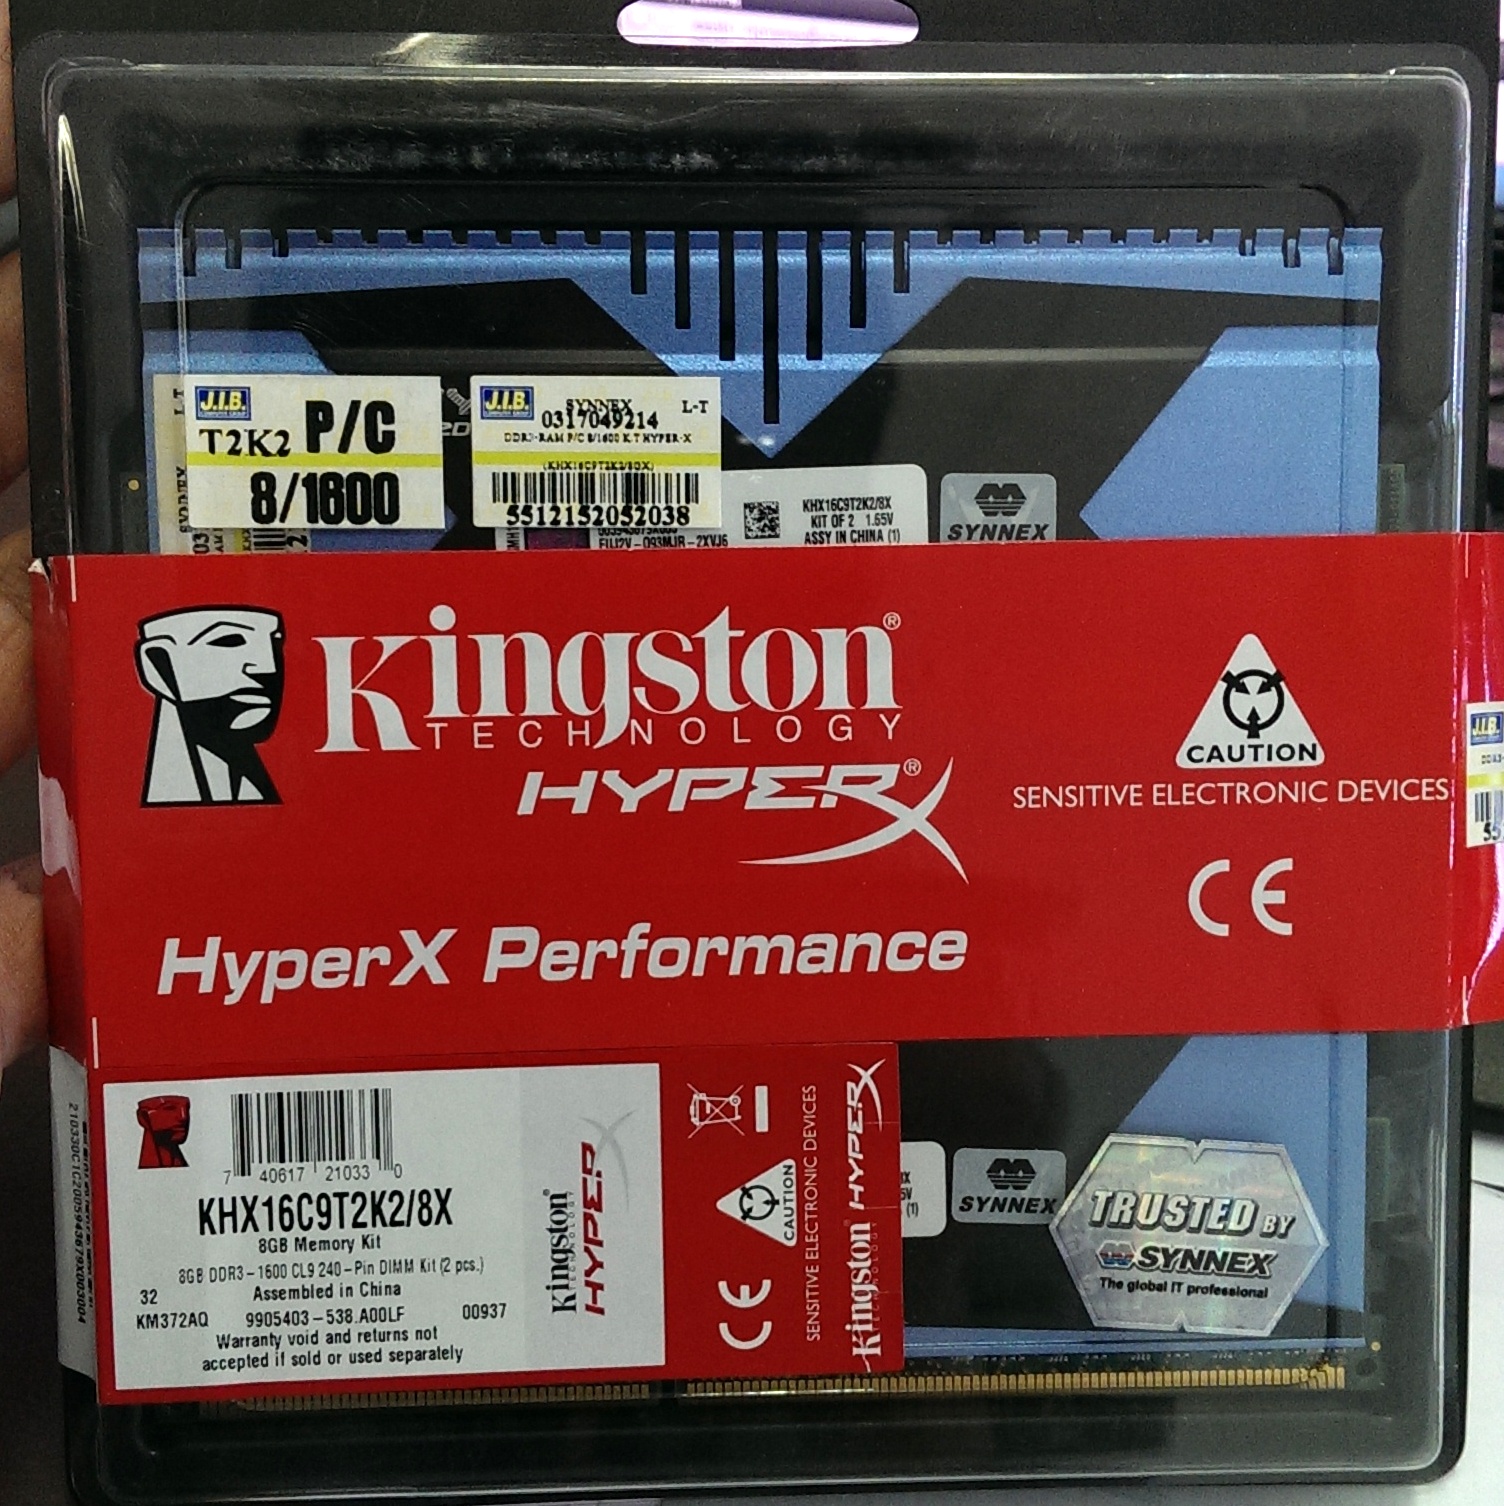 J.I.B.
T2K2 P/C
8/1600
J.I.B.
SYNNEX
L-T
0317049214
DDR3-RAM P/C 8/1600 K.T HYPER-X
(KHX16C9T2K2/8GX)
5512152052038
L-T
KHX16C9T2K2/8X
KIT OF 2 1.65V
ASSY IN CHINA (1)
SYNNEX
Kingston®
TECHNOLOGY
HYPERX®
CAUTION
SENSITIVE ELECTRONIC DEVICES
CE
HyperX Performance
J.I.B.
7 40617 21033 0
KHX16C9T2K2/8X
8GB Memory Kit
8GB DDR3-1600 CL9 240-Pin DIMM Kit (2 pcs.)
Assembled in China
32
KM372AQ 9905403-538.A00LF 00937
Warranty void and returns not
accepted if sold or used separately
Kingston
TECHNOLOGY
HYPERX
CAUTION
CE
SENSITIVE ELECTRONIC DEVICES
Kingston
TECHNOLOGY
HYPERX
(1)
SYNNEX
TRUSTED BY
SYNNEX
The global IT professional